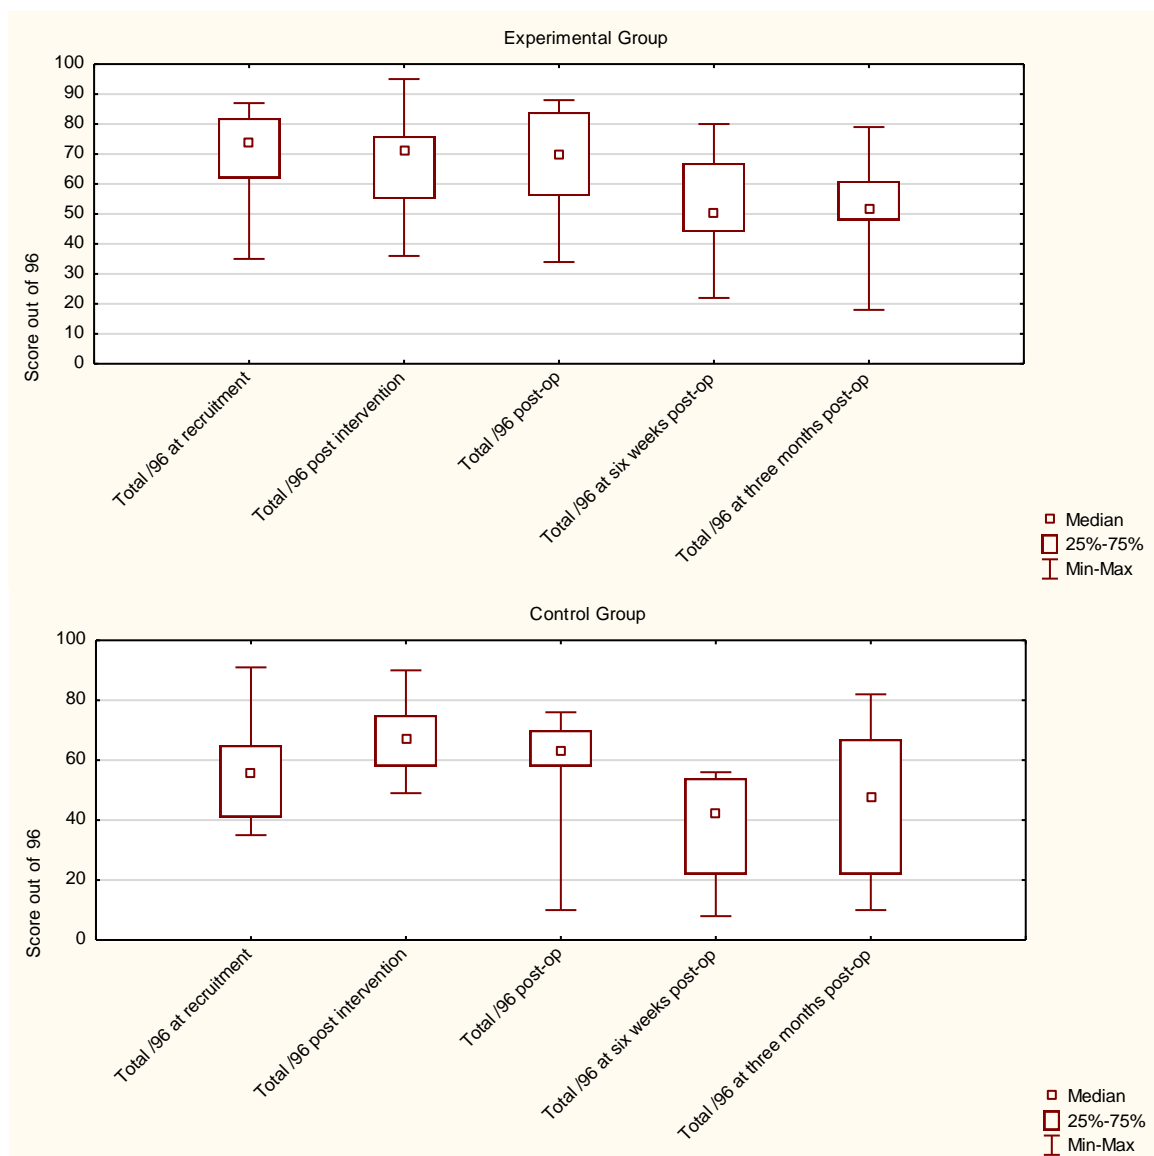 Experimental Group
100
90
80
70
60
50
40
30
20
10
0
Score out of 96
Total /96 at recruitment
Total /96 post intervention
Total /96 post-op
Total /96 at six weeks post-op
Total /96 at three months post-op
Median
25%-75%
Min-Max
Control Group
100
80
60
40
20
0
Score out of 96
Total /96 at recruitment
Total /96 post intervention
Total /96 post-op
Total /96 at six weeks post-op
Total /96 at three months post-op
Median
25%-75%
Min-Max